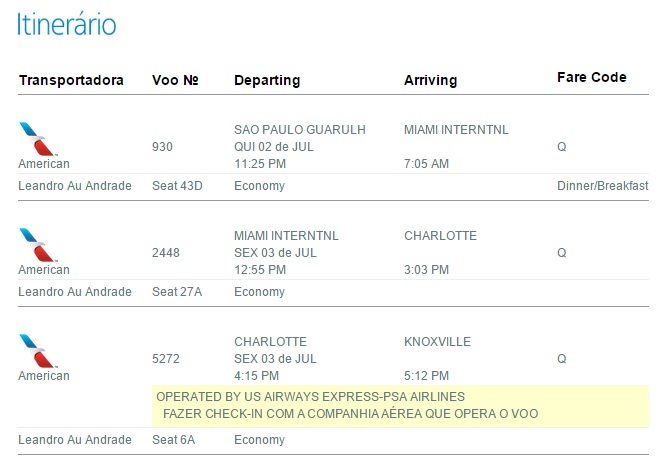 Itinerário
Transportadora Voo № Departing Arriving Fare Code
SAO PAULO GUARULH MIAMI INTERNTNL
930 QUI 02 de JUL Q
American 11:25 PM 7:05 AM
Leandro Au Andrade Seat 43D Economy Dinner/Breakfast
MIAMI INTERNTNL CHARLOTTE
2448 SEX 03 de JUL Q
American 12:55 PM 3:03 PM
Leandro Au Andrade Seat 27A Economy
CHARLOTTE KNOXVILLE
5272 SEX 03 de JUL Q
American 4:15 PM 5:12 PM
OPERATED BY US AIRWAYS EXPRESS-PSA AIRLINES
FAZER CHECK-IN COM A COMPANHIA AÉREA QUE OPERA O VOO
Leandro Au Andrade Seat 6A Economy